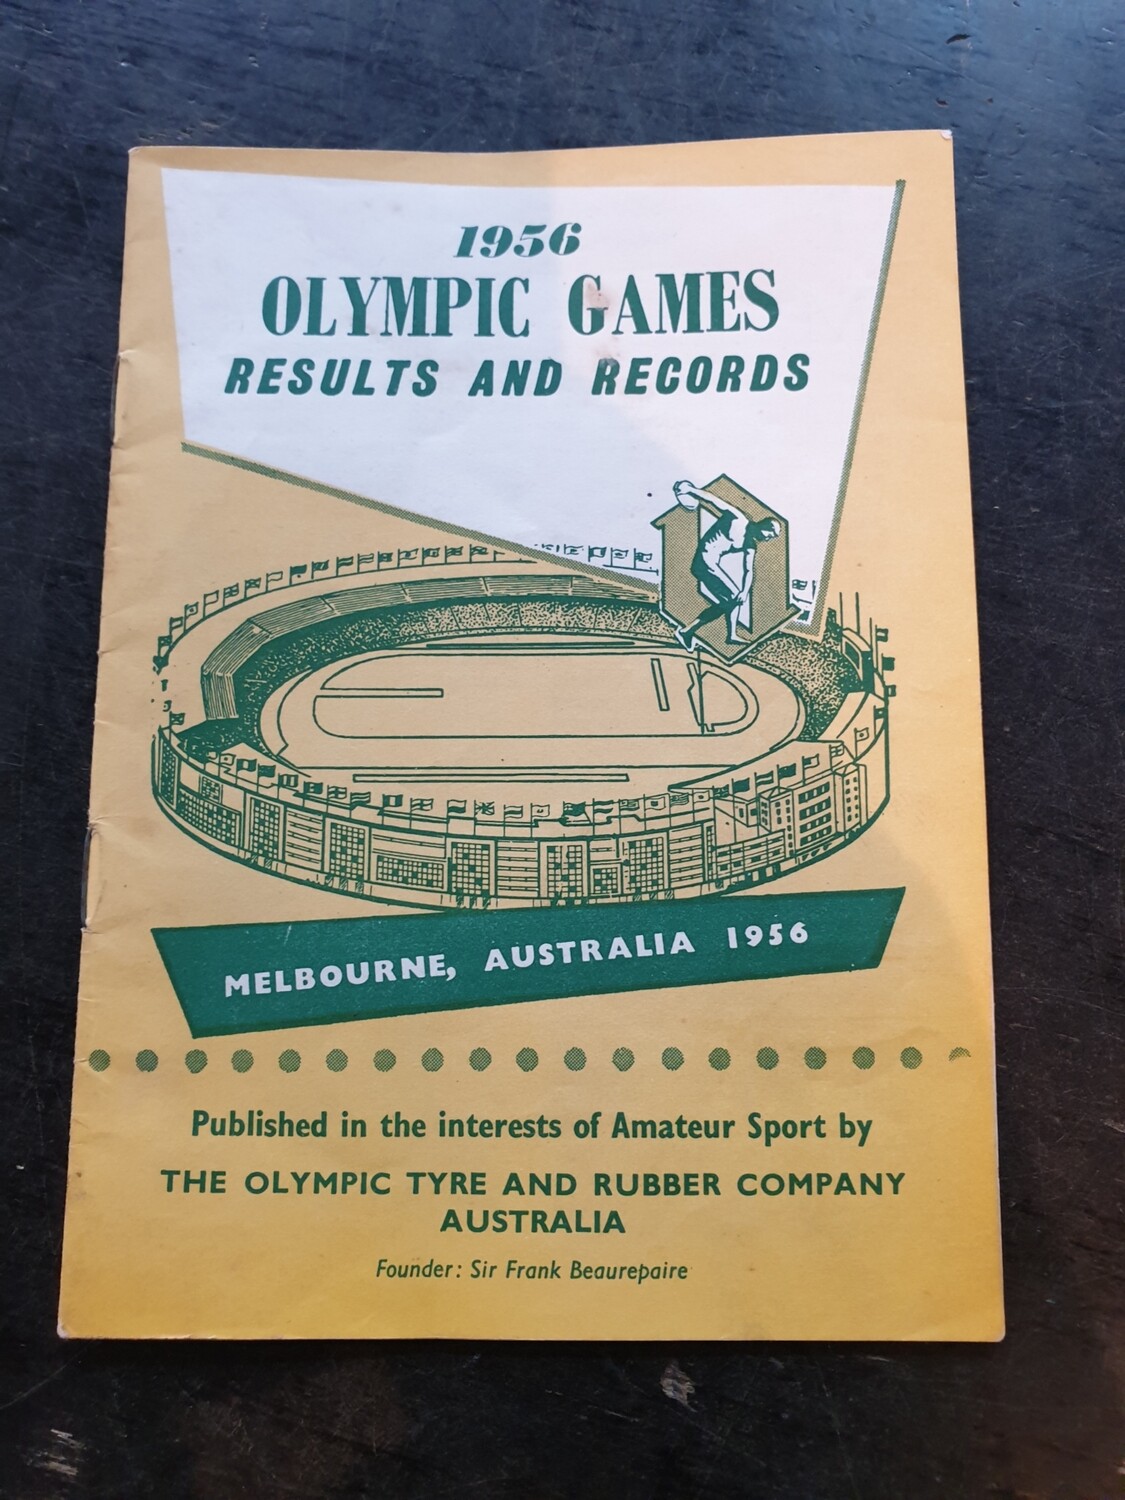 1956
OLYMPIC GAMES
RESULTS AND RECORDS
MELBOURNE, AUSTRALIA 1956
Published in the interests of Amateur Sport by
THE OLYMPIC TYRE AND RUBBER COMPANY
AUSTRALIA
Founder: Sir Frank Beaurepaire